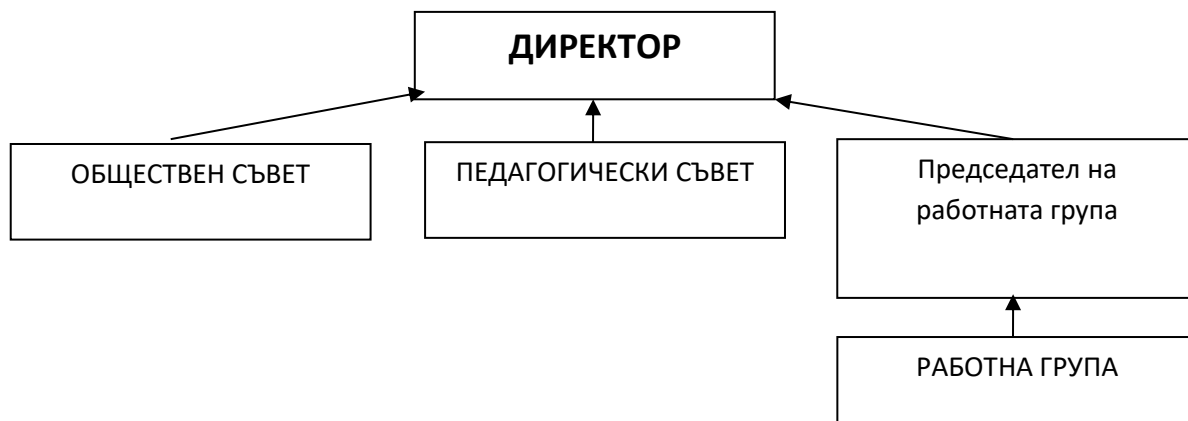 ДИРЕКТОР
ОБЩЕСТВЕН СЪВЕТ
ПЕДАГОГИЧЕСКИ СЪВЕТ
Председател на
работната група
РАБОТНА ГРУПА